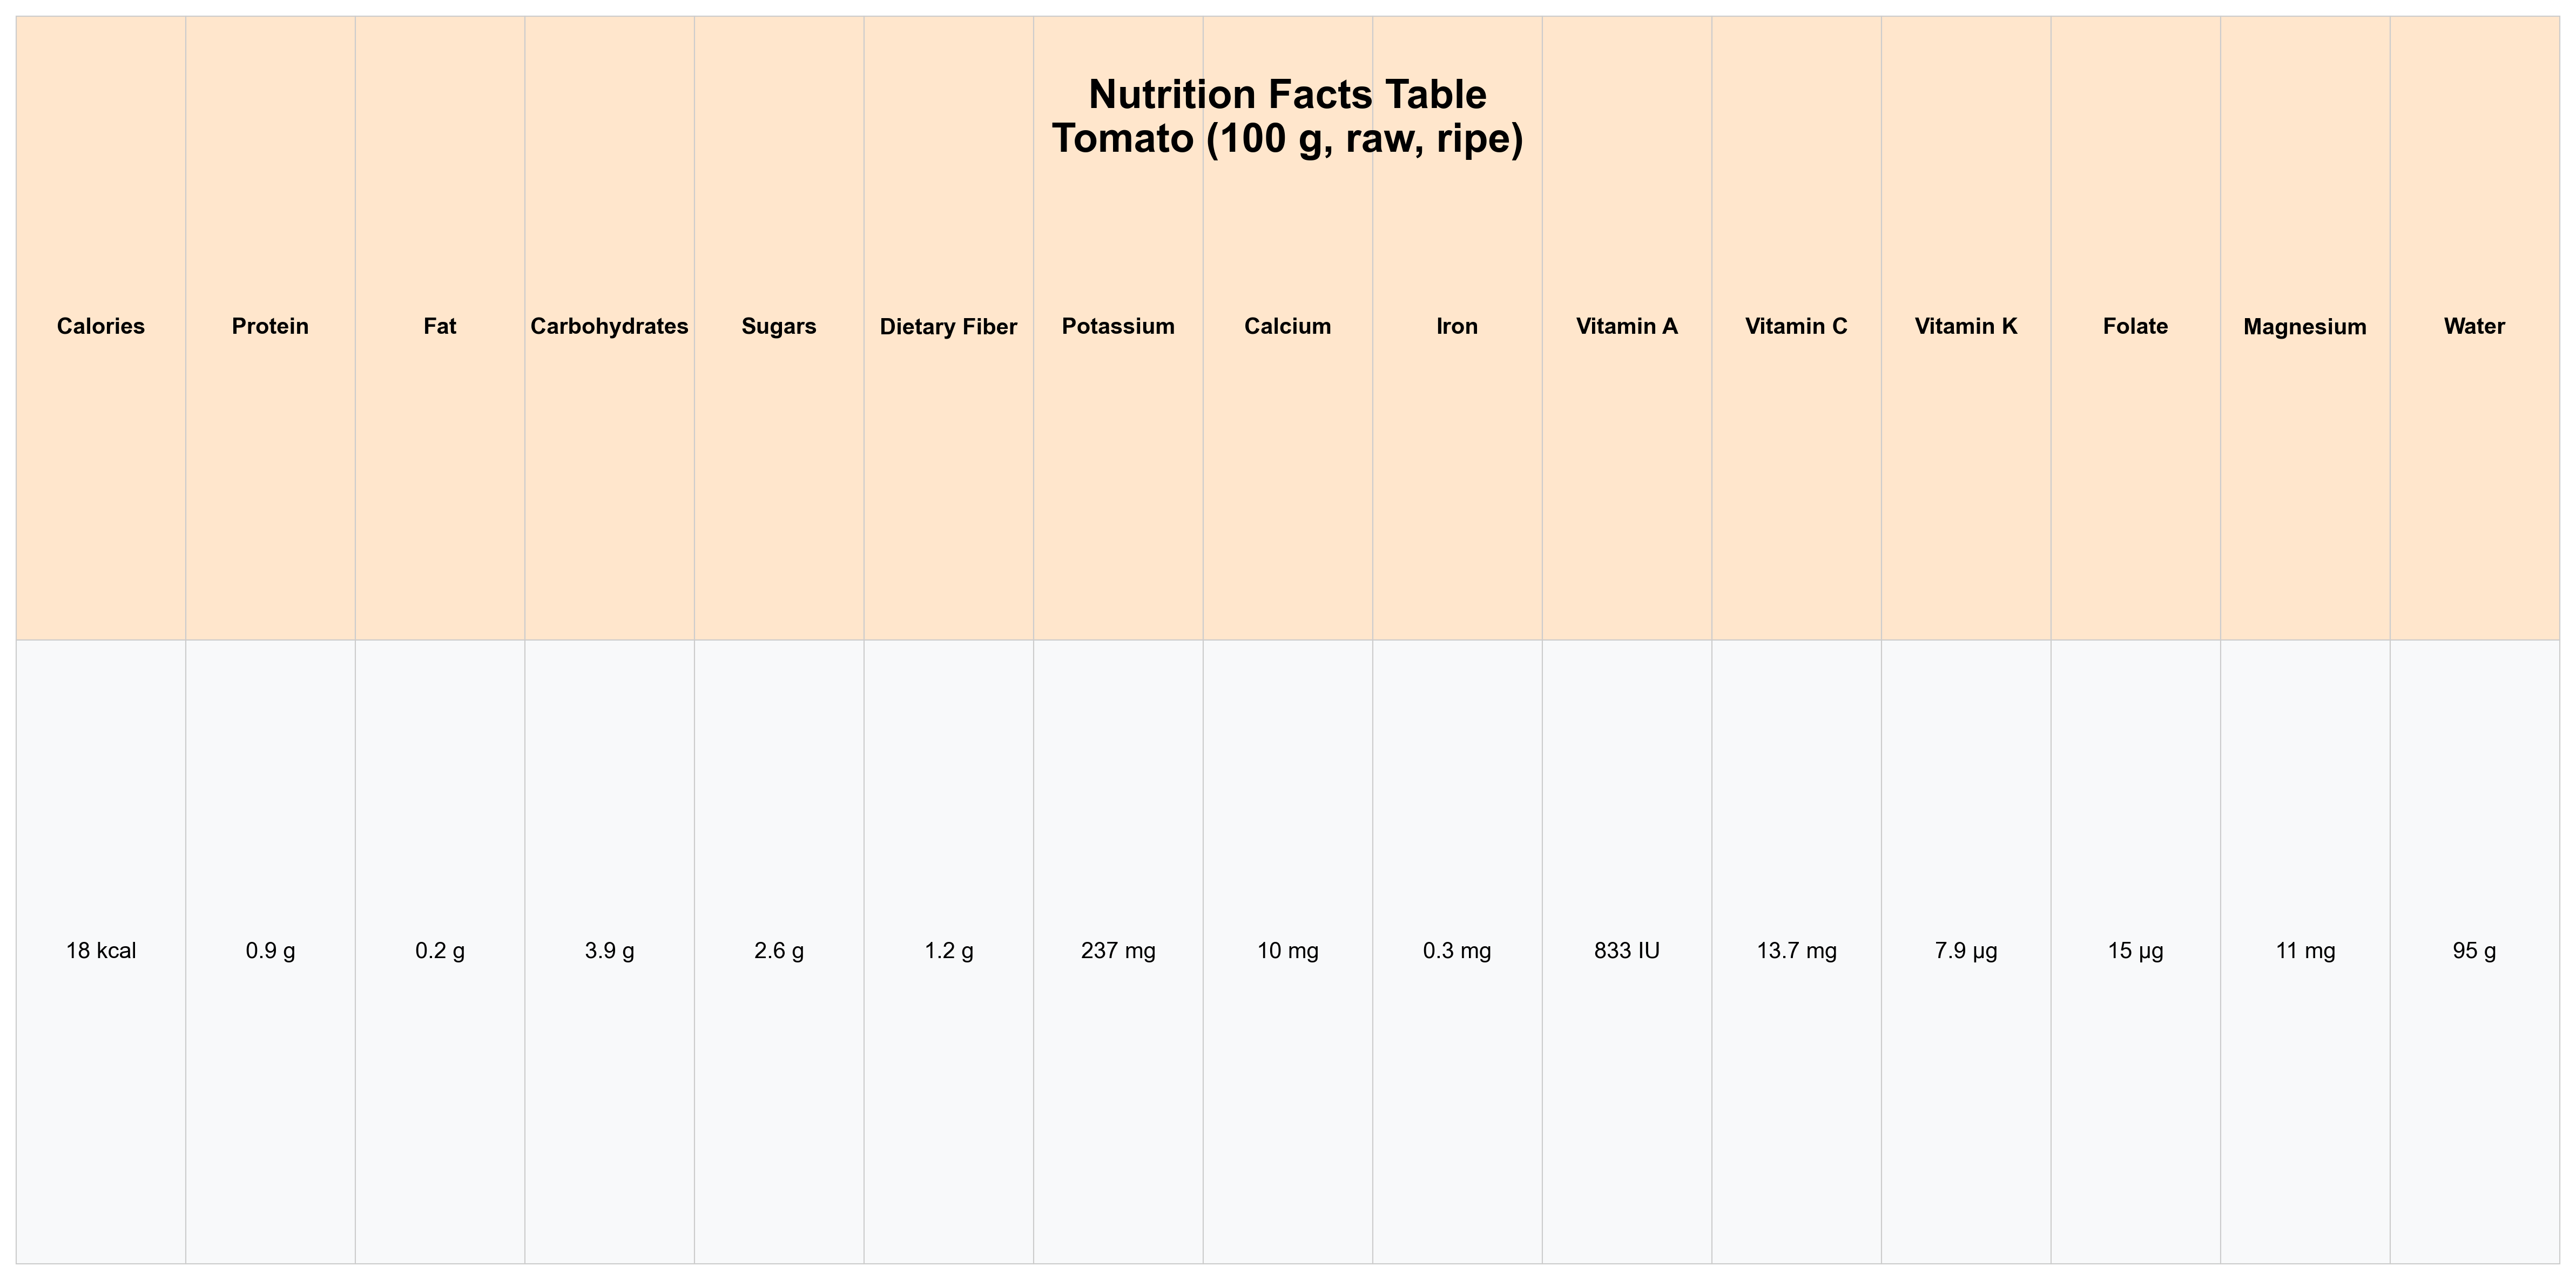 Nutrition Facts Table
Tomato (100 g, raw, ripe)
Calories Protein Fat Carbohydrates Sugars Dietary Fiber Potassium Calcium Iron Vitamin A Vitamin C Vitamin K Folate Magnesium Water
18 kcal 0.9 g 0.2 g 3.9 g 2.6 g 1.2 g 237 mg 10 mg 0.3 mg 833 IU 13.7 mg 7.9 µg 15 µg 11 mg 95 g